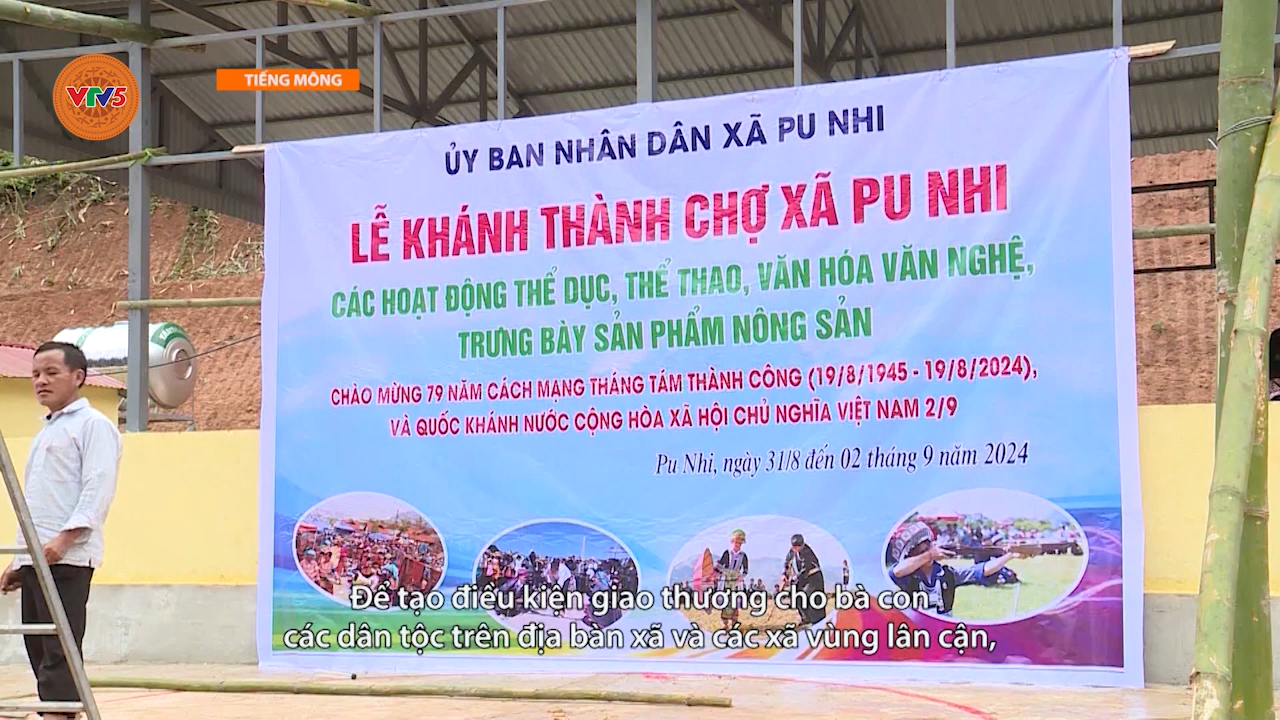 VTV5
TIẾNG MÔNG
ỦY BAN NHÂN DÂN XÃ PU NHI
LỄ KHÁNH THÀNH CHỢ XÃ PU NHI
CÁC HOẠT ĐỘNG THỂ DỤC, THỂ THAO, VĂN HÓA VĂN NGHỆ,
TRƯNG BÀY SẢN PHẨM NÔNG SẢN
CHÀO MỪNG 79 NĂM CÁCH MẠNG THÁNG TÁM THÀNH CÔNG (19/8/1945 - 19/8/2024),
VÀ QUỐC KHÁNH NƯỚC CỘNG HÒA XÃ HỘI CHỦ NGHĨA VIỆT NAM 2/9
Pu Nhi, ngày 31/8 đến 02 tháng 9 năm 2024
Để tạo điều kiện giao thương cho bà con
các dân tộc trên địa bàn xã và các xã vùng lân cận,